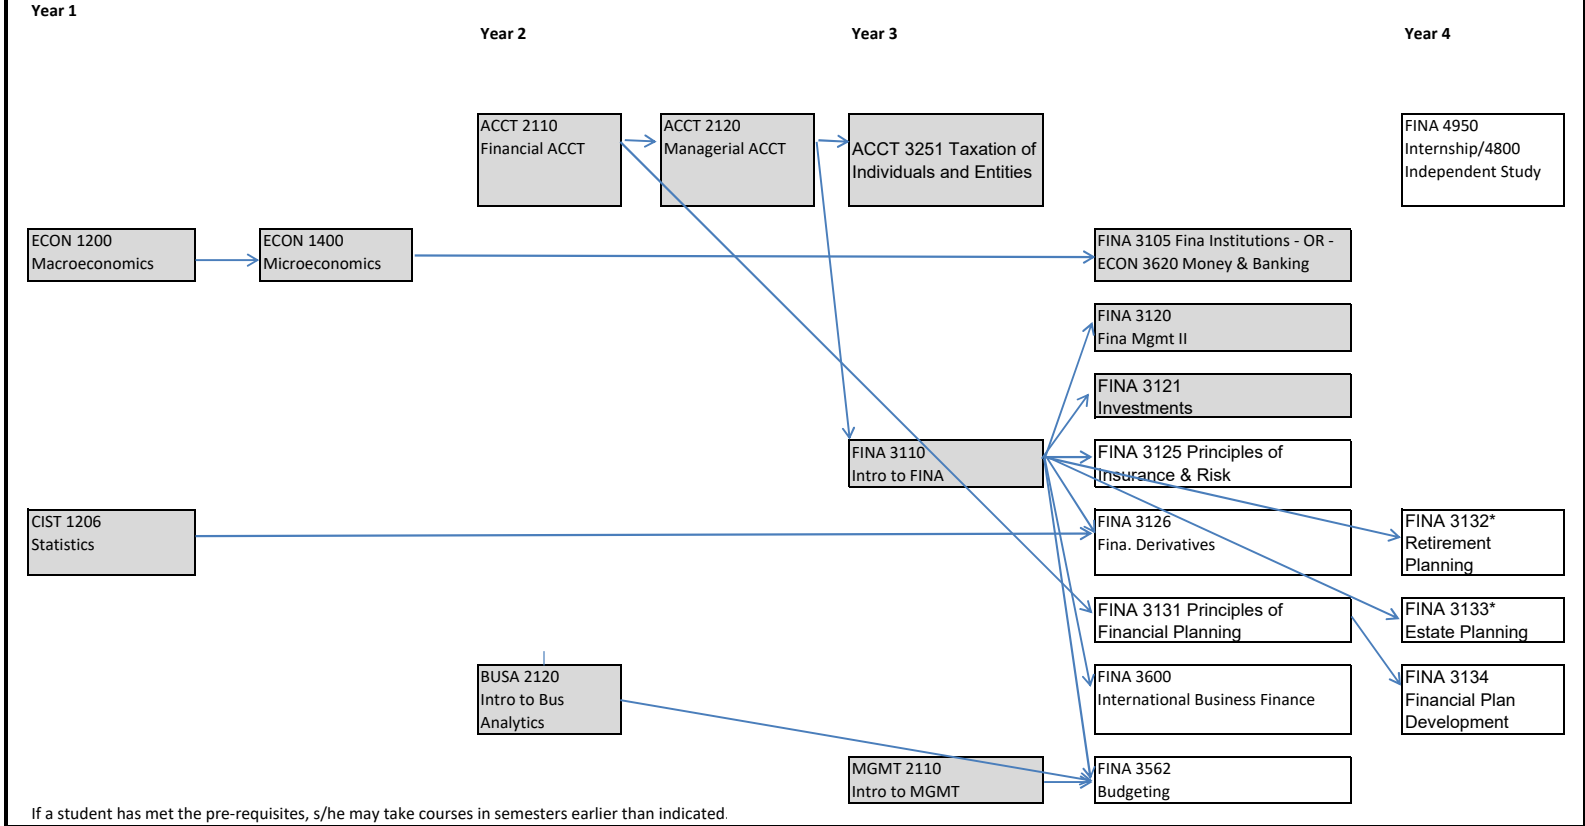 Year 1
Year 2
Year 3
Year 4
ACCT 2110
Financial ACCT
ACCT 2120
Managerial ACCT
ACCT 3251 Taxation of
Individuals and Entities
FINA 4950
Internship/4800
Independent Study
ECON 1200
Macroeconomics
ECON 1400
Microeconomics
FINA 3105 Fina Institutions - OR -
ECON 3620 Money & Banking
FINA 3120
Fina Mgmt II
FINA 3121
Investments
FINA 3110
Intro to FINA
FINA 3125 Principles of
Insurance & Risk
CIST 1206
Statistics
FINA 3126
Fina. Derivatives
FINA 3132*
Retirement
Planning
FINA 3131 Principles of
Financial Planning
FINA 3133*
Estate Planning
BUSA 2120
Intro to Bus
Analytics
FINA 3600
International Business Finance
FINA 3134
Financial Plan
Development
MGMT 2110
Intro to MGMT
FINA 3562
Budgeting
If a student has met the pre-requisites, s/he may take courses in semesters earlier than indicated.